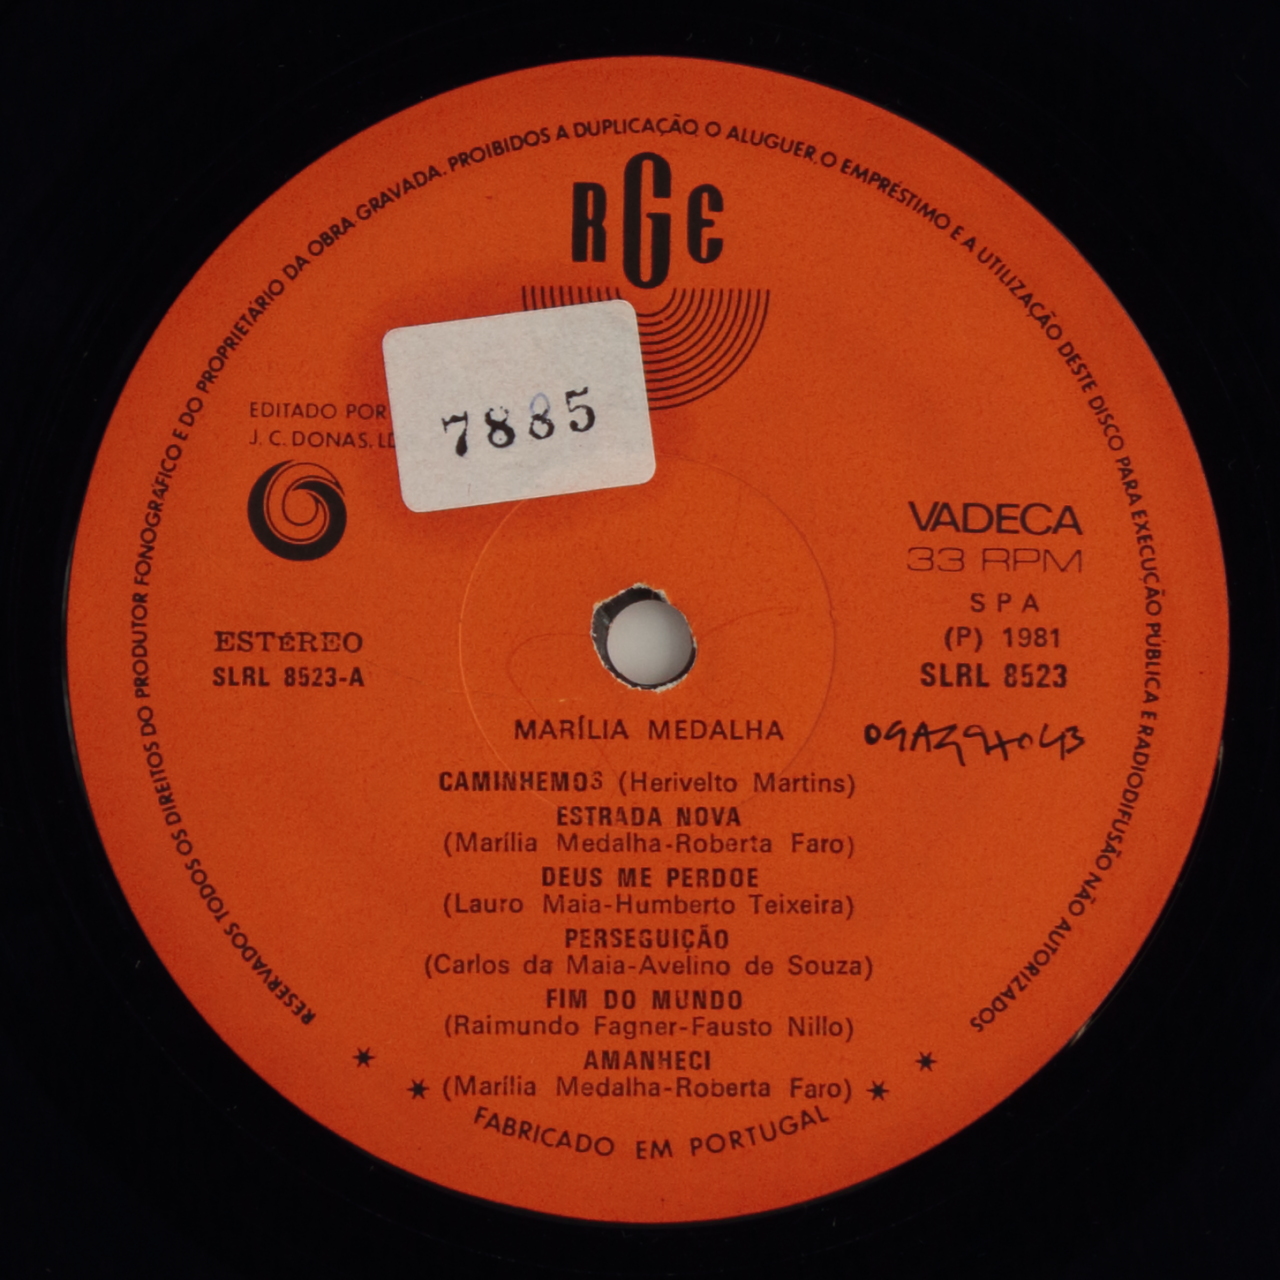 RESERVADOS TODOS OS DIREITOS DO PRODUTOR FONOGRÁFICO E DO PROPRIETÁRIO DA OBRA GRAVADA. PROIBIDOS A DUPLICAÇÃO, O ALUGUER, O EMPRÉSTIMO E A UTILIZAÇÃO DESTE DISCO PARA EXECUÇÃO PÚBLICA E RADIODIFUSÃO NÃO AUTORIZADOS
RGE
EDITADO POR
J. C. DONAS, LD
7885
VADECA
33 RPM
SPA
(P) 1981
SLRL 8523
ESTÉREO
SLRL 8523-A
MARÍLIA MEDALHA
CAMINHEMOS (Herivelto Martins)
ESTRADA NOVA
(Marília Medalha-Roberta Faro)
DEUS ME PERDOE
(Lauro Maia-Humberto Teixeira)
PERSEGUIÇÃO
(Carlos da Maia-Avelino de Souza)
FIM DO MUNDO
(Raimundo Fagner-Fausto Nillo)
AMANHECI
(Marília Medalha-Roberta Faro)
FABRICADO EM PORTUGAL